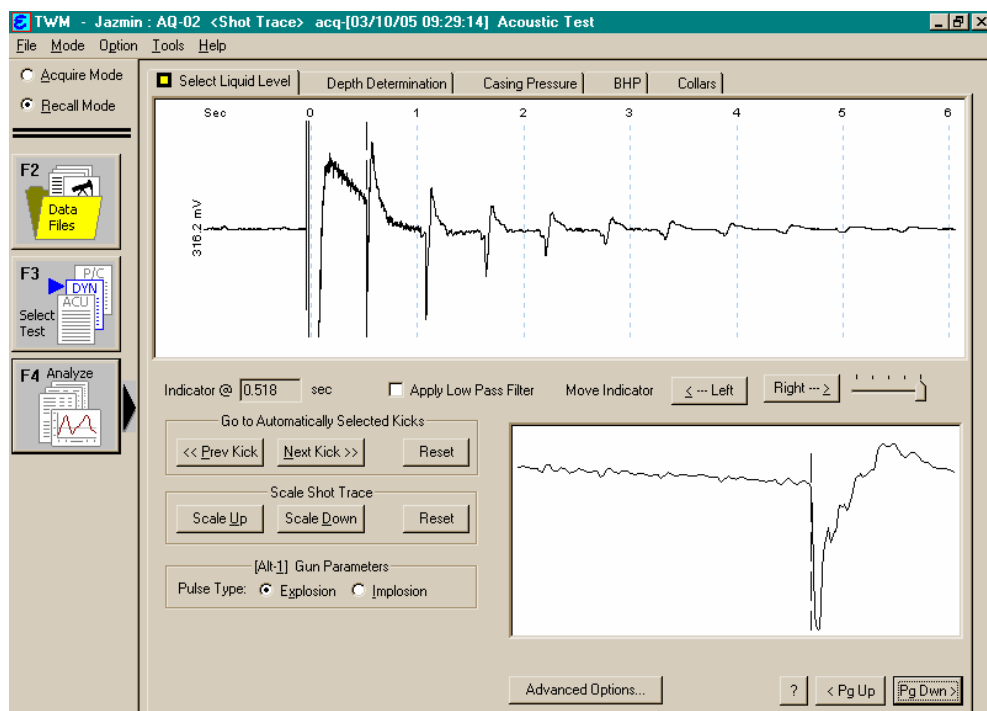 TWM - Jazmin : AQ-02 <Shot Trace> acq-[03/10/05 09:29:14] Acoustic Test
File Mode Option Tools Help
Acquire Mode
Recall Mode
F2
Data
Files
F3
P/C
DYN
ACU
Select
Test
F4 Analyze
Select Liquid Level
Depth Determination
Casing Pressure
BHP
Collars
Sec 0 1 2 3 4 5 6
316.2 mV
Indicator @ 0.518 sec
Apply Low Pass Filter
Move Indicator
< --- Left
Right --- >
Go to Automatically Selected Kicks
<< Prev Kick
Next Kick >>
Reset
Scale Shot Trace
Scale Up
Scale Down
Reset
[Alt-1] Gun Parameters
Pulse Type: Explosion Implosion
Advanced Options...
?
< Pg Up
Pg Dwn >